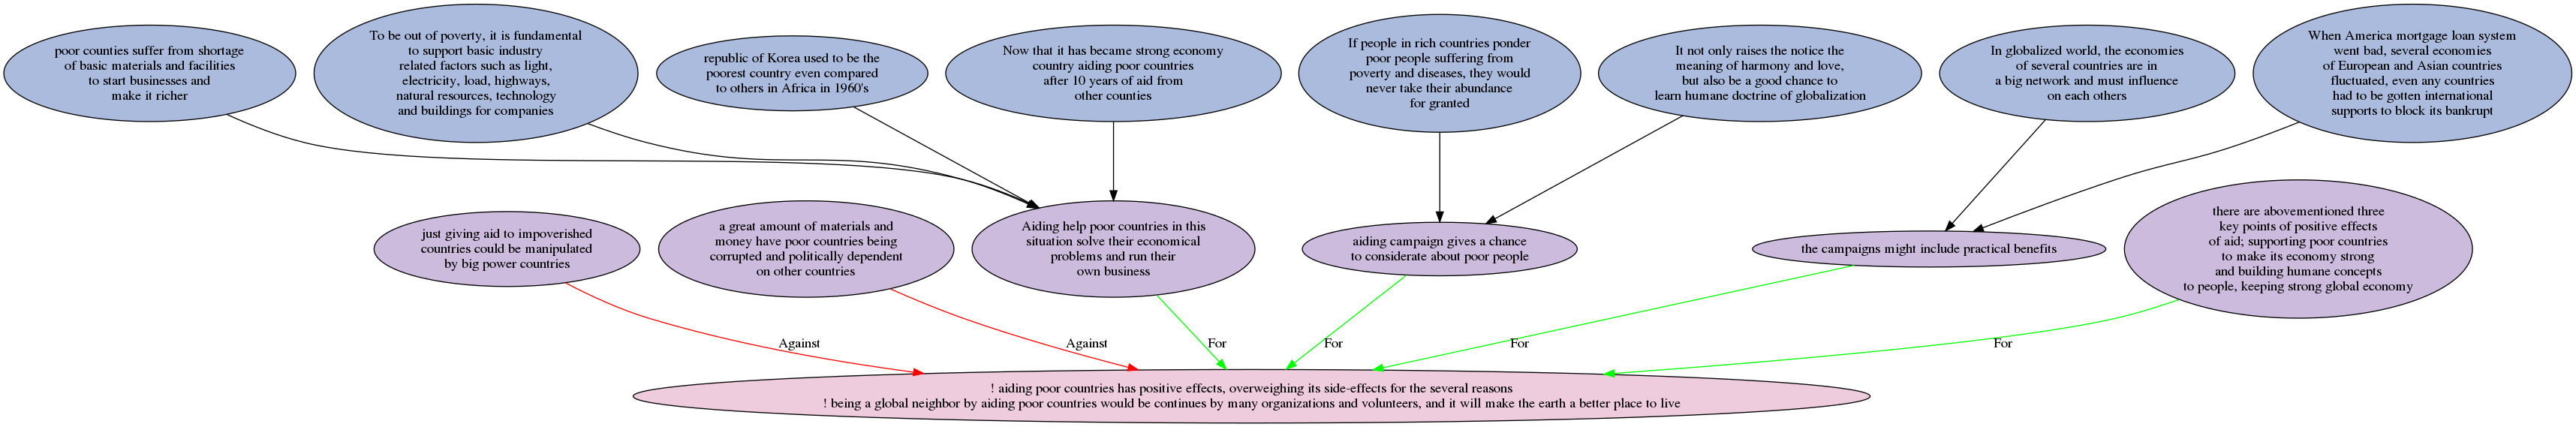 poor counties suffer from shortage
of basic materials and facilities
to start businesses and
make it richer
To be out of poverty, it is fundamental
to support basic industry
related factors such as light,
electricity, load, highways,
natural resources, technology
and buildings for companies
republic of Korea used to be the
poorest country even compared
to others in Africa in 1960's
Now that it has became strong economy
country aiding poor countries
after 10 years of aid from
other counties
If people in rich countries ponder
poor people suffering from
poverty and diseases, they would
never take their abundance
for granted
It not only raises the notice the
meaning of harmony and love,
but also be a good chance to
learn humane doctrine of globalization
In globalized world, the economies
of several countries are in
a big network and must influence
on each others
When America mortgage loan system
went bad, several economies
of European and Asian countries
fluctuated, even any countries
had to be gotten international
supports to block its bankrupt
just giving aid to impoverished
countries could be manipulated
by big power countries
a great amount of materials and
money have poor countries being
corrupted and politically dependent
on other countries
Aiding help poor countries in this
situation solve their economical
problems and run their
own business
aiding campaign gives a chance
to considerate about poor people
the campaigns might include practical benefits
there are abovementioned three
key points of positive effects
of aid; supporting poor countries
to make its economy strong
and building humane concepts
to people, keeping strong global economy
Against
Against
For
For
For
For
! aiding poor countries has positive effects, overweighing its side-effects for the several reasons
! being a global neighbor by aiding poor countries would be continues by many organizations and volunteers, and it will make the earth a better place to live